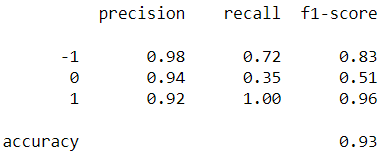 precision recall f1-score
-1 0.98 0.72 0.83
0 0.94 0.35 0.51
1 0.92 1.00 0.96
accuracy 0.93